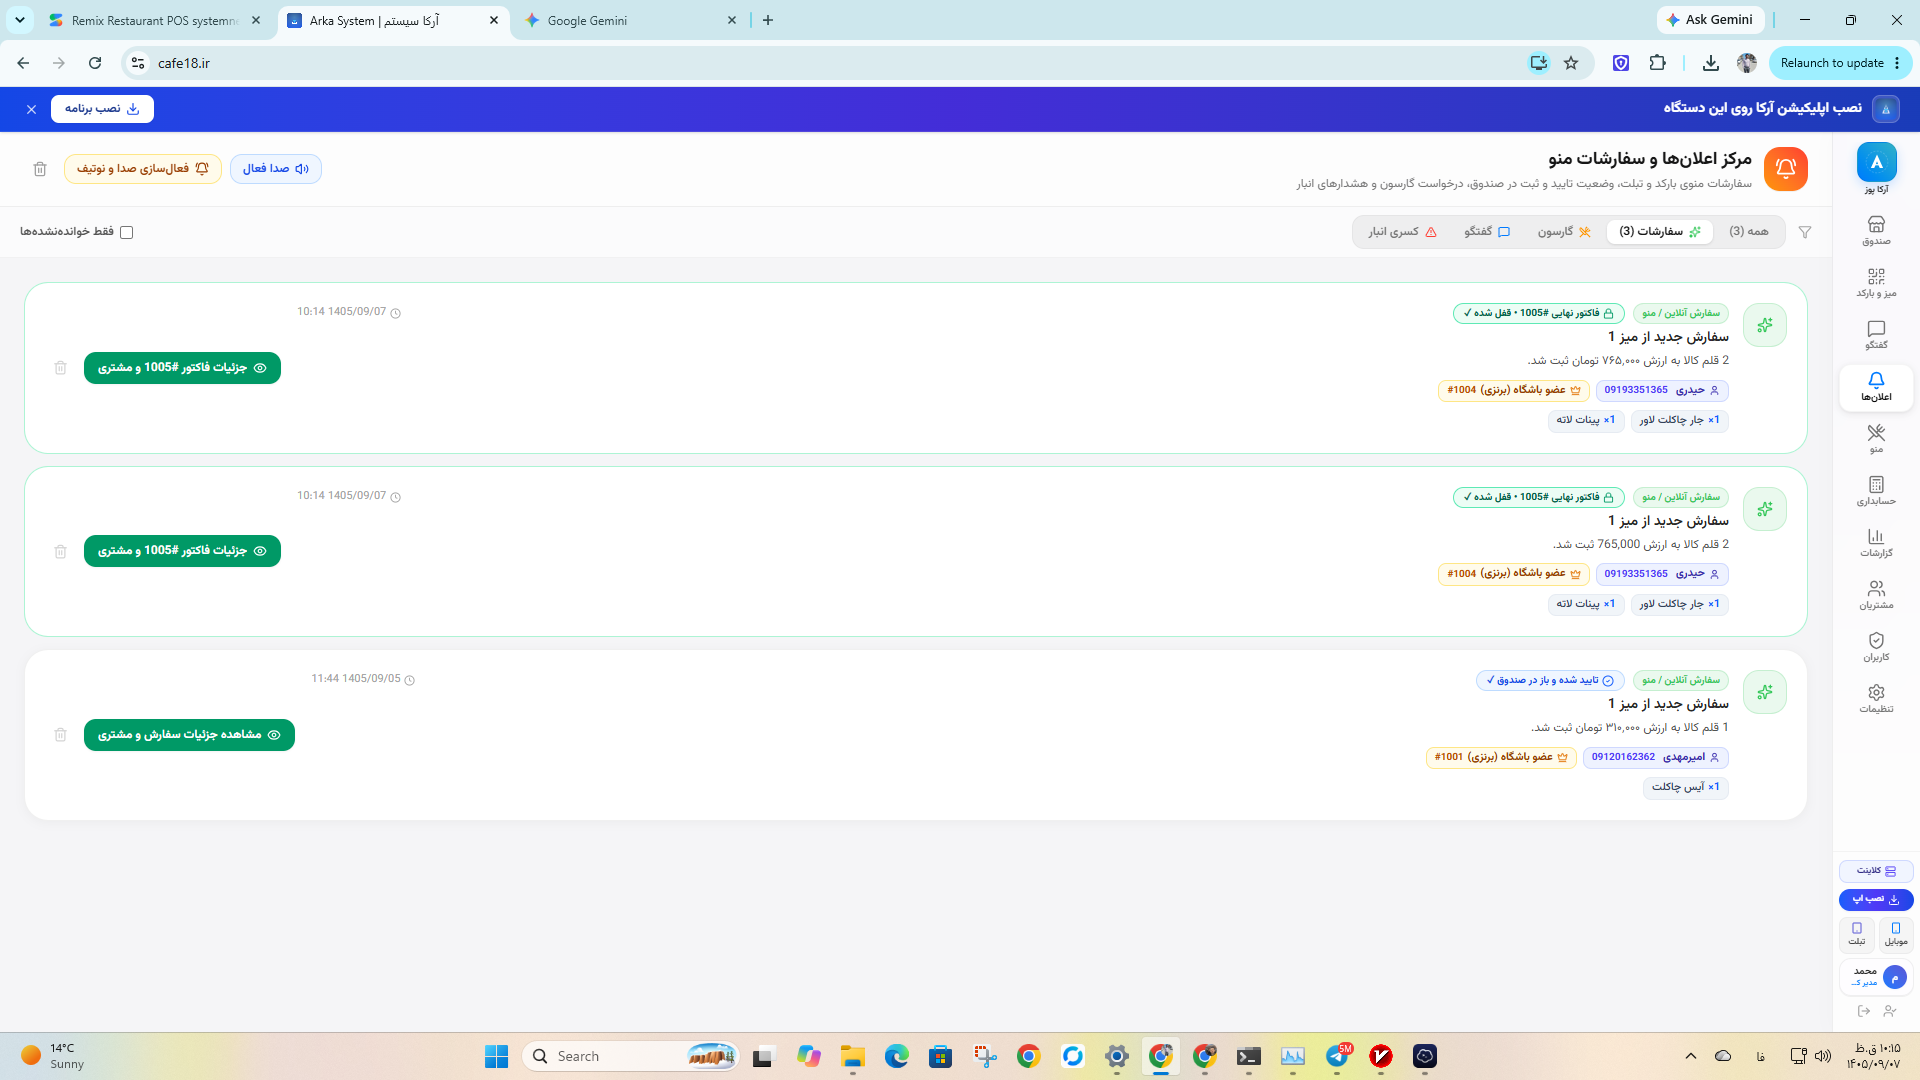 Remix Restaurant POS systemne
Arka System | آرکا سیستم
Google Gemini
Ask Gemini
cafe18.ir
Relaunch to update
نصب اپلیکیشن آرکا روی این دستگاه
نصب برنامه
مرکز اعلان‌ها و سفارشات منو
سفارشات منوی بارکد و تبلت، وضعیت تایید و ثبت در صندوق، درخواست گارسون و هشدارهای انبار
صدا فعال
فعال‌سازی صدا و نوتیف
همه (3)
سفارشات (3)
گارسون
گفتگو
کسری انبار
فقط خوانده‌نشده‌ها
سفارش آنلاین / منو
فاکتور نهایی #1005 • قفل شده ✓
10:14 1405/09/07
سفارش جدید از میز 1
2 قلم کالا به ارزش ۷۶۵,۰۰۰ تومان ثبت شد.
جزئیات فاکتور #1005 و مشتری
حیدری 09193351365
عضو باشگاه (برنزی) #1004
1× جار چاکلت لاور
1× پینات لاته
سفارش آنلاین / منو
فاکتور نهایی #1005 • قفل شده ✓
10:14 1405/09/07
سفارش جدید از میز 1
2 قلم کالا به ارزش 765,000 ثبت شد.
جزئیات فاکتور #1005 و مشتری
حیدری 09193351365
عضو باشگاه (برنزی) #1004
1× جار چاکلت لاور
1× پینات لاته
سفارش آنلاین / منو
تایید شده و باز در صندوق ✓
11:44 1405/09/05
سفارش جدید از میز 1
1 قلم کالا به ارزش ۳۱۰,۰۰۰ تومان ثبت شد.
مشاهده جزئیات سفارش و مشتری
امیرمهدی 09120162362
عضو باشگاه (برنزی) #1001
1× آیس چاکلت
آرکا پوز
صندوق
میز و بارکد
گفتگو
اعلان‌ها
منو
حسابداری
گزارشات
مشتریان
کاربران
تنظیمات
کلاینت
نصب اپ
موبایل
تبلت
محمد
مدیر ک...
م
14°C
Sunny
Search
5M
فا
۱۰:۱۵ ق.ظ
۱۴۰۵/۰۹/۰۷